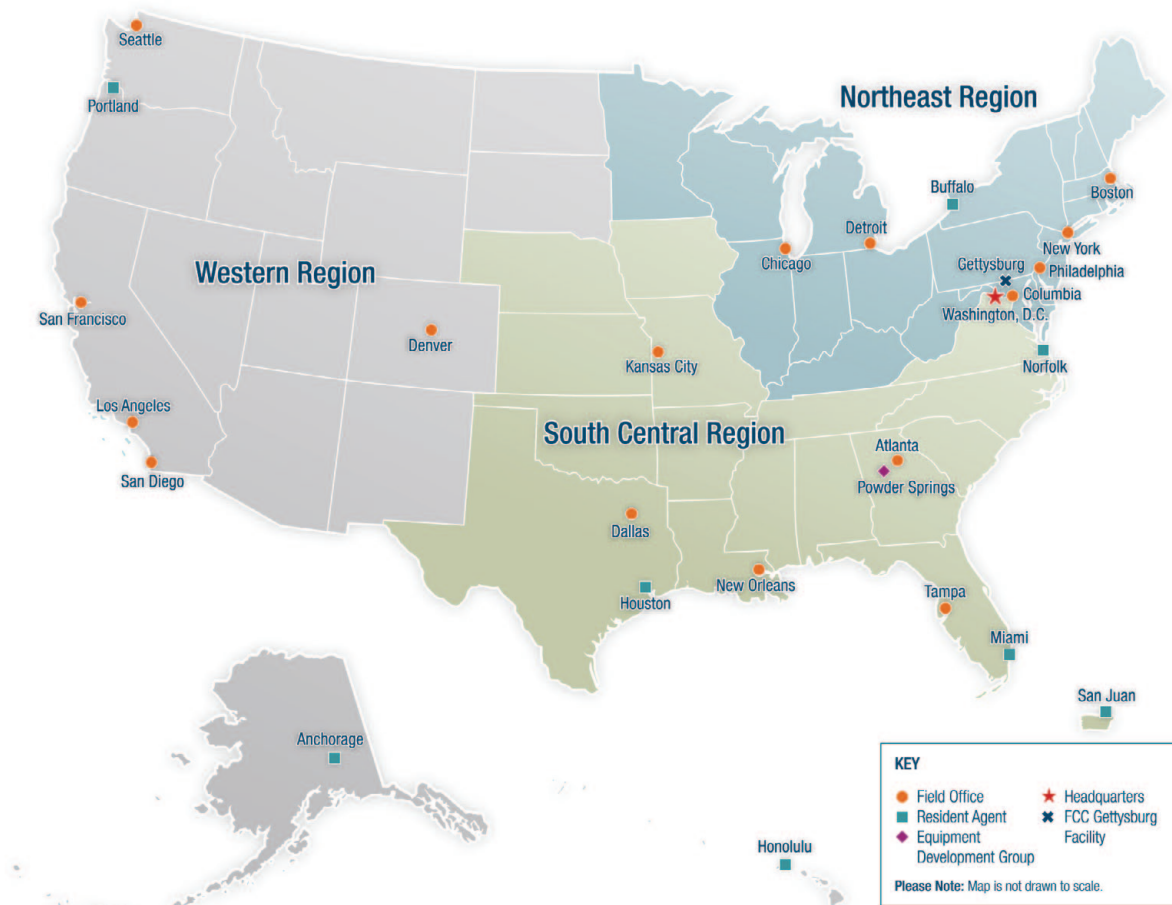 Seattle
Portland
Northeast Region
Buffalo
Boston
Detroit
Chicago
New York
Gettysburg
Philadelphia
Western Region
Columbia
Washington, D.C.
San Francisco
Denver
Kansas City
Norfolk
Los Angeles
South Central Region
Atlanta
San Diego
Powder Springs
Dallas
New Orleans
Houston
Tampa
Miami
San Juan
Anchorage
Honolulu
KEY
Field Office
Resident Agent
Equipment
Development Group
Headquarters
FCC Gettysburg
Facility
Please Note: Map is not drawn to scale.